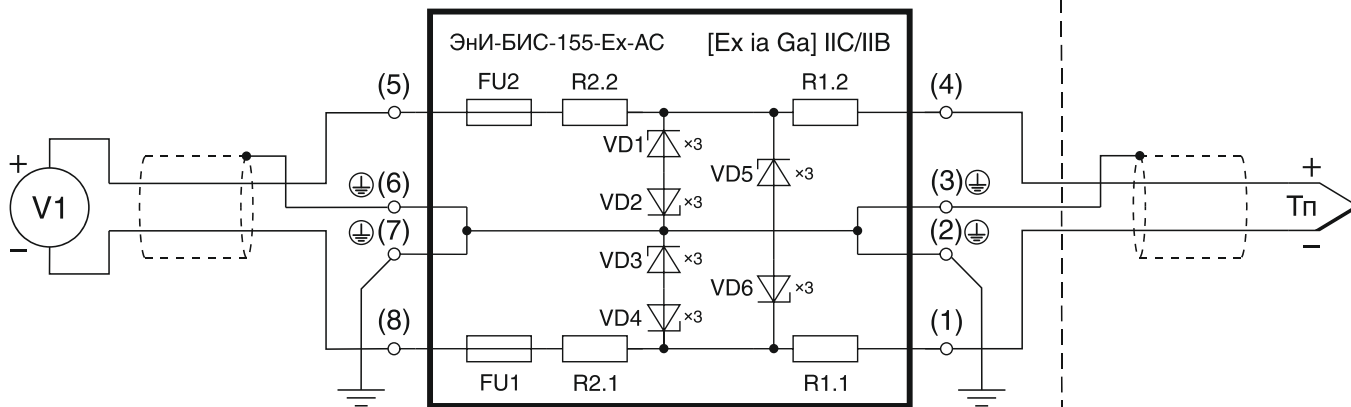 ЭнИ-БИС-155-Ex-AC [Ex ia Ga] IIC/IIB
(5) FU2 R2.2 R1.2 (4)
VD1 ×3
+ VD5 ×3 +
(6) (3)
V1 VD2 ×3 Тп
(7) (2)
– VD3 ×3 –
VD6 ×3
(8) VD4 ×3 (1)
FU1 R2.1 R1.1